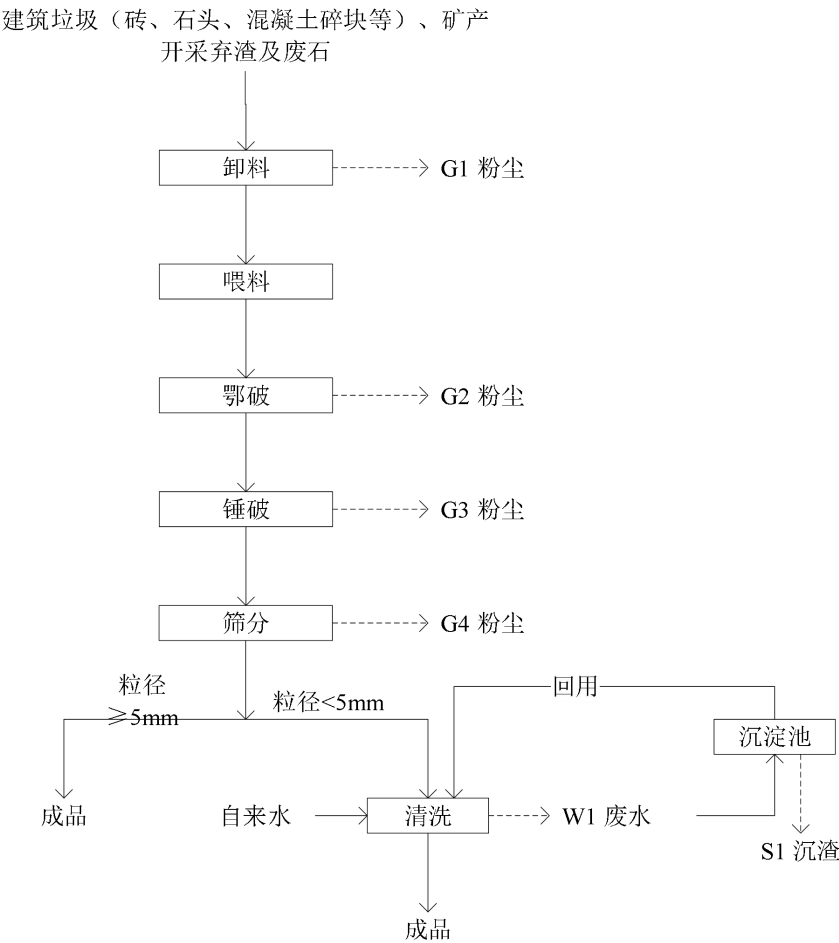 建筑垃圾（砖、石头、混凝土碎块等）、矿产
开采弃渣及废石
卸料
G1 粉尘
喂料
鄂破
G2 粉尘
锤破
G3 粉尘
筛分
G4 粉尘
粒径
≥5mm
粒径<5mm
回用
沉淀池
成品
自来水
清洗
W1 废水
S1 沉渣
成品